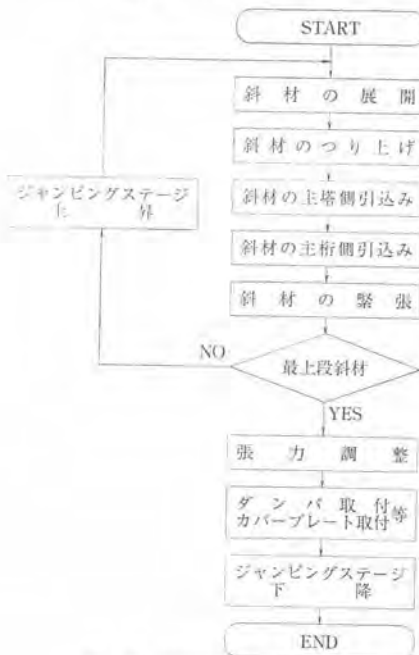 START
斜材の展開
斜材のつり上げ
斜材の主塔側引込み
斜材の主桁側引込み
斜材の緊張
最上段斜材
NO
ジャンピングステージ
上昇
YES
張力調整
ダンパ取付等
カバープレート取付
ジャンピングステージ
下降
END